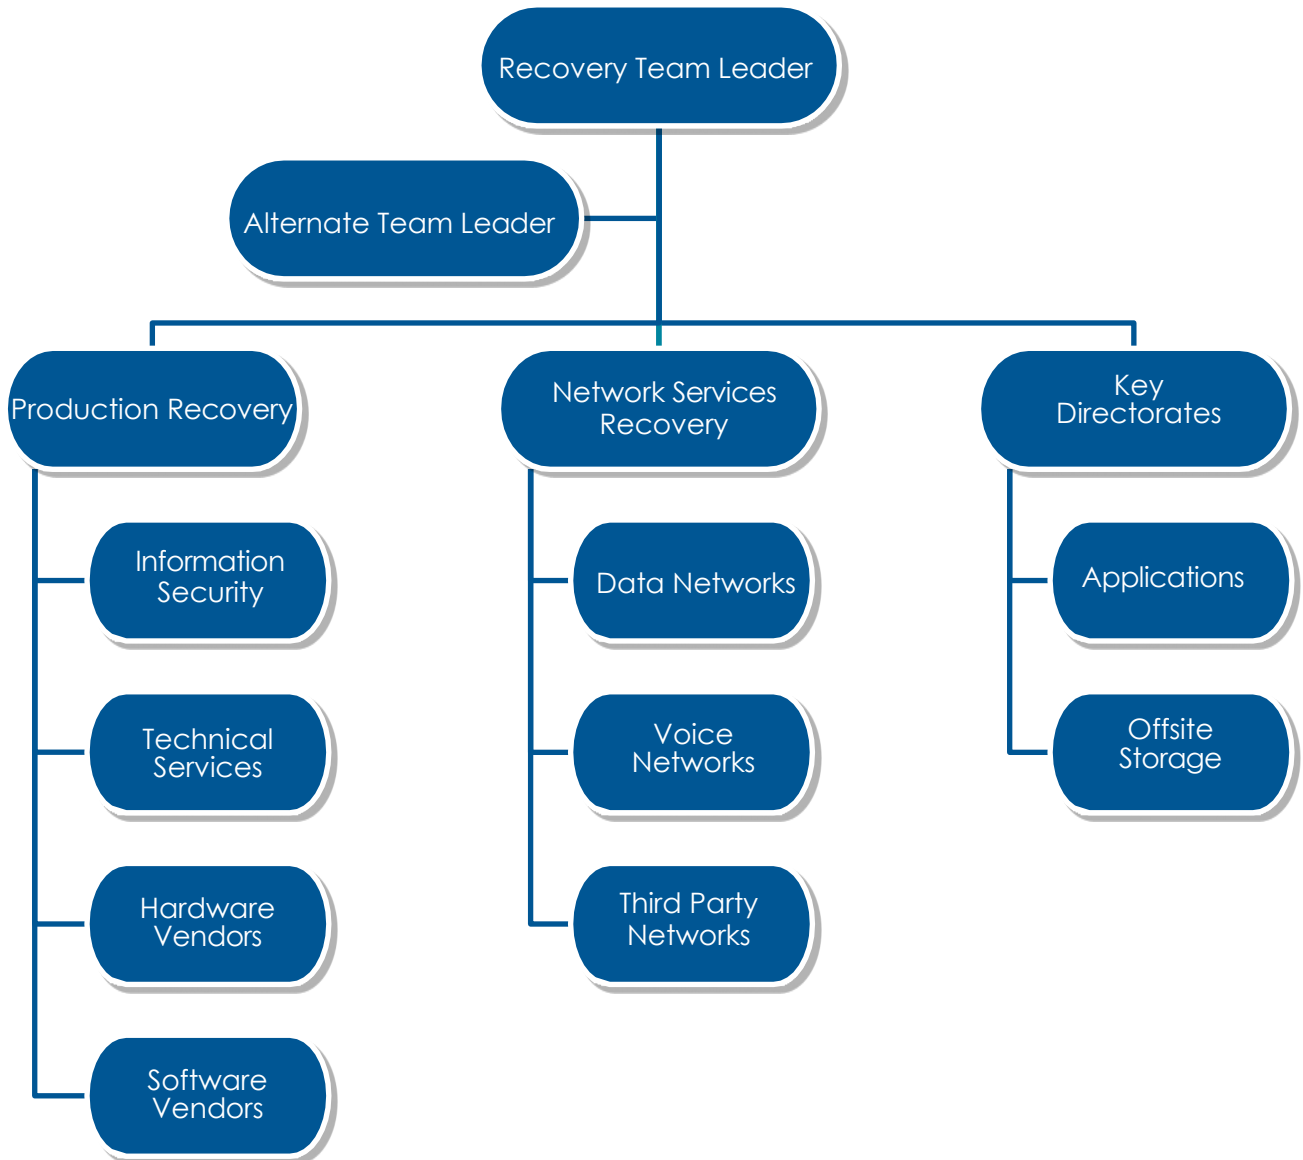 Recovery Team Leader
Alternate Team Leader
Production Recovery
Network Services
Recovery
Key
Directorates
Information
Security
Data Networks
Applications
Technical
Services
Voice
Networks
Offsite
Storage
Hardware
Vendors
Third Party
Networks
Software
Vendors